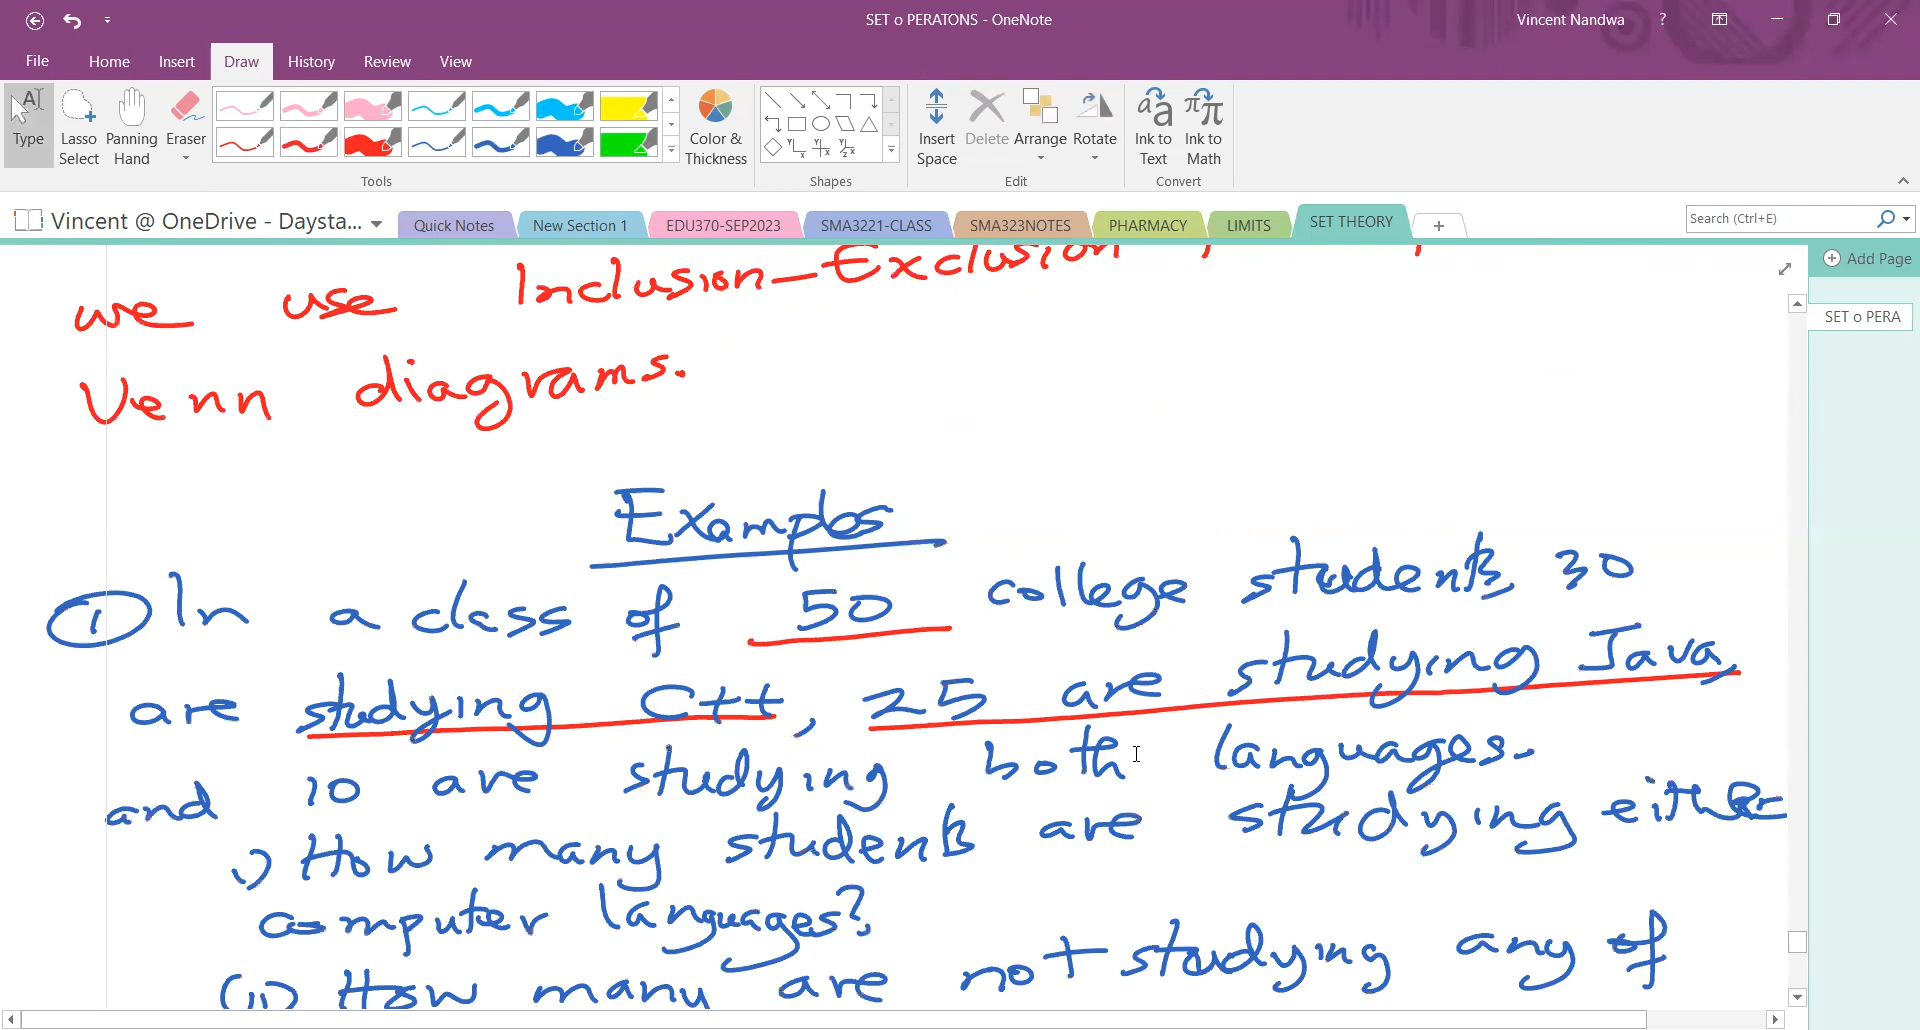 SET o PERATONS - OneNote
Vincent Nandwa
?
File Home Insert Draw History Review View
Type
Lasso Select
Panning Hand
Eraser
Color & Thickness
Insert Space
Delete
Arrange
Rotate
Ink to Text
Ink to Math
Tools Shapes Edit Convert
Vincent @ OneDrive - Daysta...
Quick Notes New Section 1 EDU370-SEP2023 SMA3221-CLASS SMA323NOTES PHARMACY LIMITS SET THEORY +
Search (Ctrl+E)
Add Page
SET o PERA
we use Inclusion-Exclusion
Venn diagrams.
Examples
① In a class of 50 college students, 30
are studying C++, 25 are studying Java,
and 10 are studying both languages.
i) How many students are studying either
computer languages?
(ii) How many are not studying any of